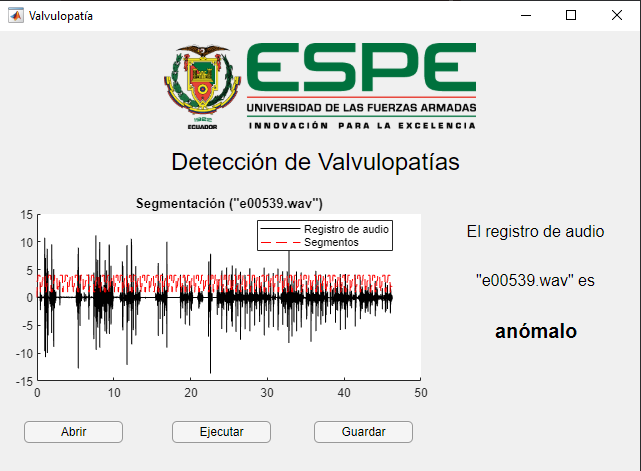 Valvulopatía
ESPE
UNIVERSIDAD DE LAS FUERZAS ARMADAS
INNOVACIÓN PARA LA EXCELENCIA
ECUADOR
Detección de Valvulopatías
Segmentación ("e00539.wav")
Registro de audio
Segmentos
15
10
5
0
-5
-10
-15
0
10
20
30
40
50
El registro de audio
"e00539.wav" es
anómalo
Abrir
Ejecutar
Guardar